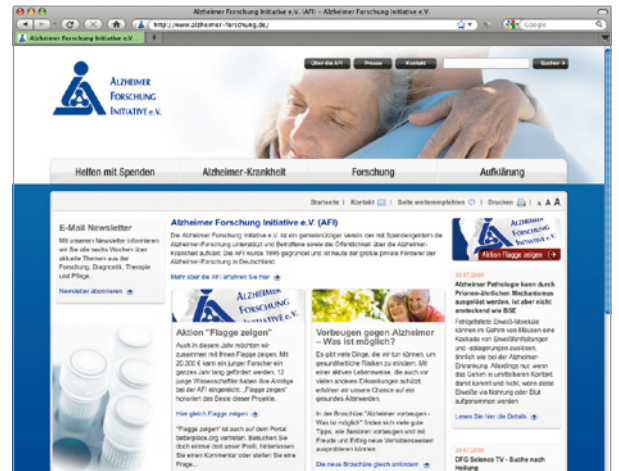 Alzheimer Forschung Initiative e.V. (AFI) – Alzheimer Forschung Initiative e.V.
http://www.alzheimer-forschung.de/
Google
Alzheimer Forschung Initiative e.V...
ALZHEIMER
FORSCHUNG
INITIATIVE e.V.
Über die AFI
Presse
Kontakt
Suchen
Helfen mit Spenden
Alzheimer-Krankheit
Forschung
Aufklärung
Startseite | Kontakt | Seite weiterempfehlen | Drucken | A A A
E-Mail Newsletter
Mit unserem Newsletter informieren
wir Sie alle sechs Wochen über
aktuelle Themen aus der
Forschung, Diagnostik, Therapie
und Pflege.
Newsletter abonnieren
Alzheimer Forschung Initiative e.V. (AFI)
Die Alzheimer Forschung Initiative e.V. ist ein gemeinnütziger Verein, der mit Spendengeldern die
Alzheimer-Forschung unterstützt und Betroffene sowie die Öffentlichkeit über die Alzheimer-
Krankheit aufklärt. Die AFI wurde 1995 gegründet und ist heute der größte private Förderer der
Alzheimer-Forschung in Deutschland.
Mehr über die AFI erfahren Sie hier
ALZHEIMER
FORSCHUNG
INITIATIVE e.V.
Aktion "Flagge zeigen"
Auch in diesem Jahr möchten wir
zusammen mit Ihnen Flagge zeigen. Mit
20.000 € kann ein junger Forscher ein
ganzes Jahr lang gefördert werden. 12
junge Wissenschaftler haben ihre Anträge
bei der AFI eingereicht. „Flagge zeigen"
honoriert das Beste dieser Projekte.
Hier gleich Flagge zeigen
"Flagge zeigen" ist auch auf dem Portal
betterplace.org vertreten. Besuchen Sie
doch einmal dort unser Profil, hinterlassen
Sie einen Kommentar oder stellen Sie eine
Frage...
Vorbeugen gegen Alzheimer
– Was ist möglich?
Es gibt viele Dinge, die wir tun können, um
gesundheitliche Risiken zu mindern. Mit
einer aktiven Lebensweise, die auch vor
vielen anderen Erkrankungen schützt,
erhöhen wir unsere Chance auf ein
gesundes Älterwerden.
In der Broschüre "Alzheimer vorbeugen -
Was ist möglich" finden sich viele gute
Tipps, wie Senioren vorbeugen und mit
Freude und Erfolg neue Verhaltensweisen
ausprobieren können.
Die neue Broschüre gleich anfordern
ALZHEIMER
FORSCHUNG
INITIATIVE e.V.
Aktion Flagge zeigen
30.07.2009
Alzheimer Pathologie kann durch
Prionen-ähnlichen Mechanismus
ausgelöst werden, ist aber nicht
ansteckend wie BSE
Fehlgefaltete Eiweiß-Moleküle
können im Gehirn von Mäusen eine
Kaskade von Eiweißfehlfaltungen
und -ablagerungen auslösen,
ähnlich wie bei der Alzheimer-
Erkrankung. Allerdings nur, wenn
das Gehirn in unmittelbaren Kontakt
damit kommt und nicht, wenn diese
Eiweiße via Nahrung oder Blut
aufgenommen werden
Lesen Sie hier die Details
DFG Science TV - Suche nach
Heilung